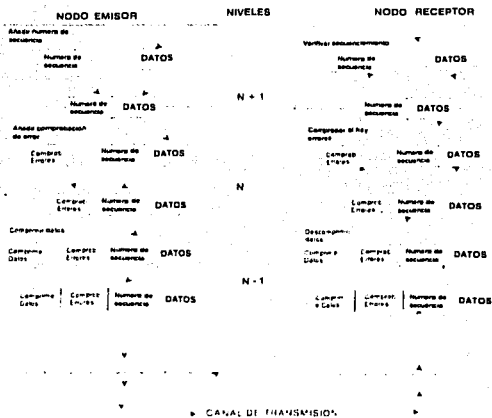 NODO EMISOR NIVELES NODO RECEPTOR
Añade numero de
secuencia
Numero de
secuencia DATOS
Numero de
secuencia DATOS
Añade comprobación
de error
Comprob
Errores Numero de
secuencia DATOS
Comprob
Errores Numero de
secuencia DATOS
Comprimir datos
Comprime
Datos Comprob
Errores Numero de
secuencia DATOS
Comprime
Datos Comprob
Errores Numero de
secuencia DATOS
N + 1
N
N - 1
Verificar secuenciamiento
Numero de
secuencia DATOS
Numero de
secuencia DATOS
Comprobar si hay
errores
Comprob
Errores Numero de
secuencia DATOS
Comprob
Errores Numero de
secuencia DATOS
Descomprimir
datos
Comprime
Datos Comprob
Errores Numero de
secuencia DATOS
Comprim
e Datos Comprob
Errores Numero de
secuencia DATOS
CANAL DE TRANSMISION